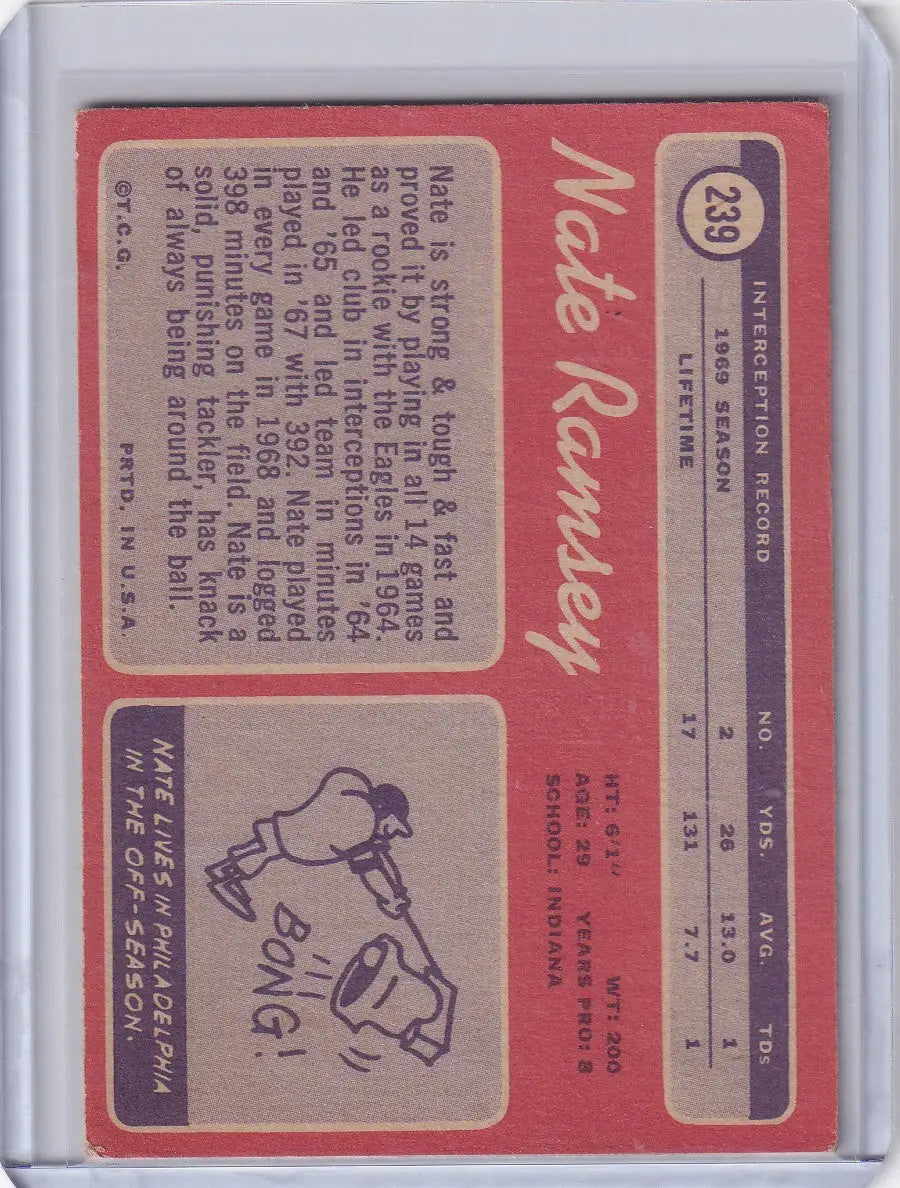 239
INTERCEPTION RECORD NO. YDS. AVG. TDs
1969 SEASON 2 26 13.0 1
LIFETIME 17 131 7.7 1
Nate Ramsey
HT: 6'1" WT: 200
AGE: 29 YEARS PRO: 8
SCHOOL: INDIANA
Nate is strong & tough & fast and
proved it by playing in all 14 games
as a rookie with the Eagles in 1964.
He led club in interceptions in '64
and '65 and led team in minutes
played in '67 with 392. Nate played
in every game in 1968 and logged
398 minutes on the field. Nate is a
solid, punishing tackler, has knack
of always being around the ball.
©T.C.G. PRTD. IN U.S.A.
BONG!
NATE LIVES IN PHILADELPHIA
IN THE OFF-SEASON.